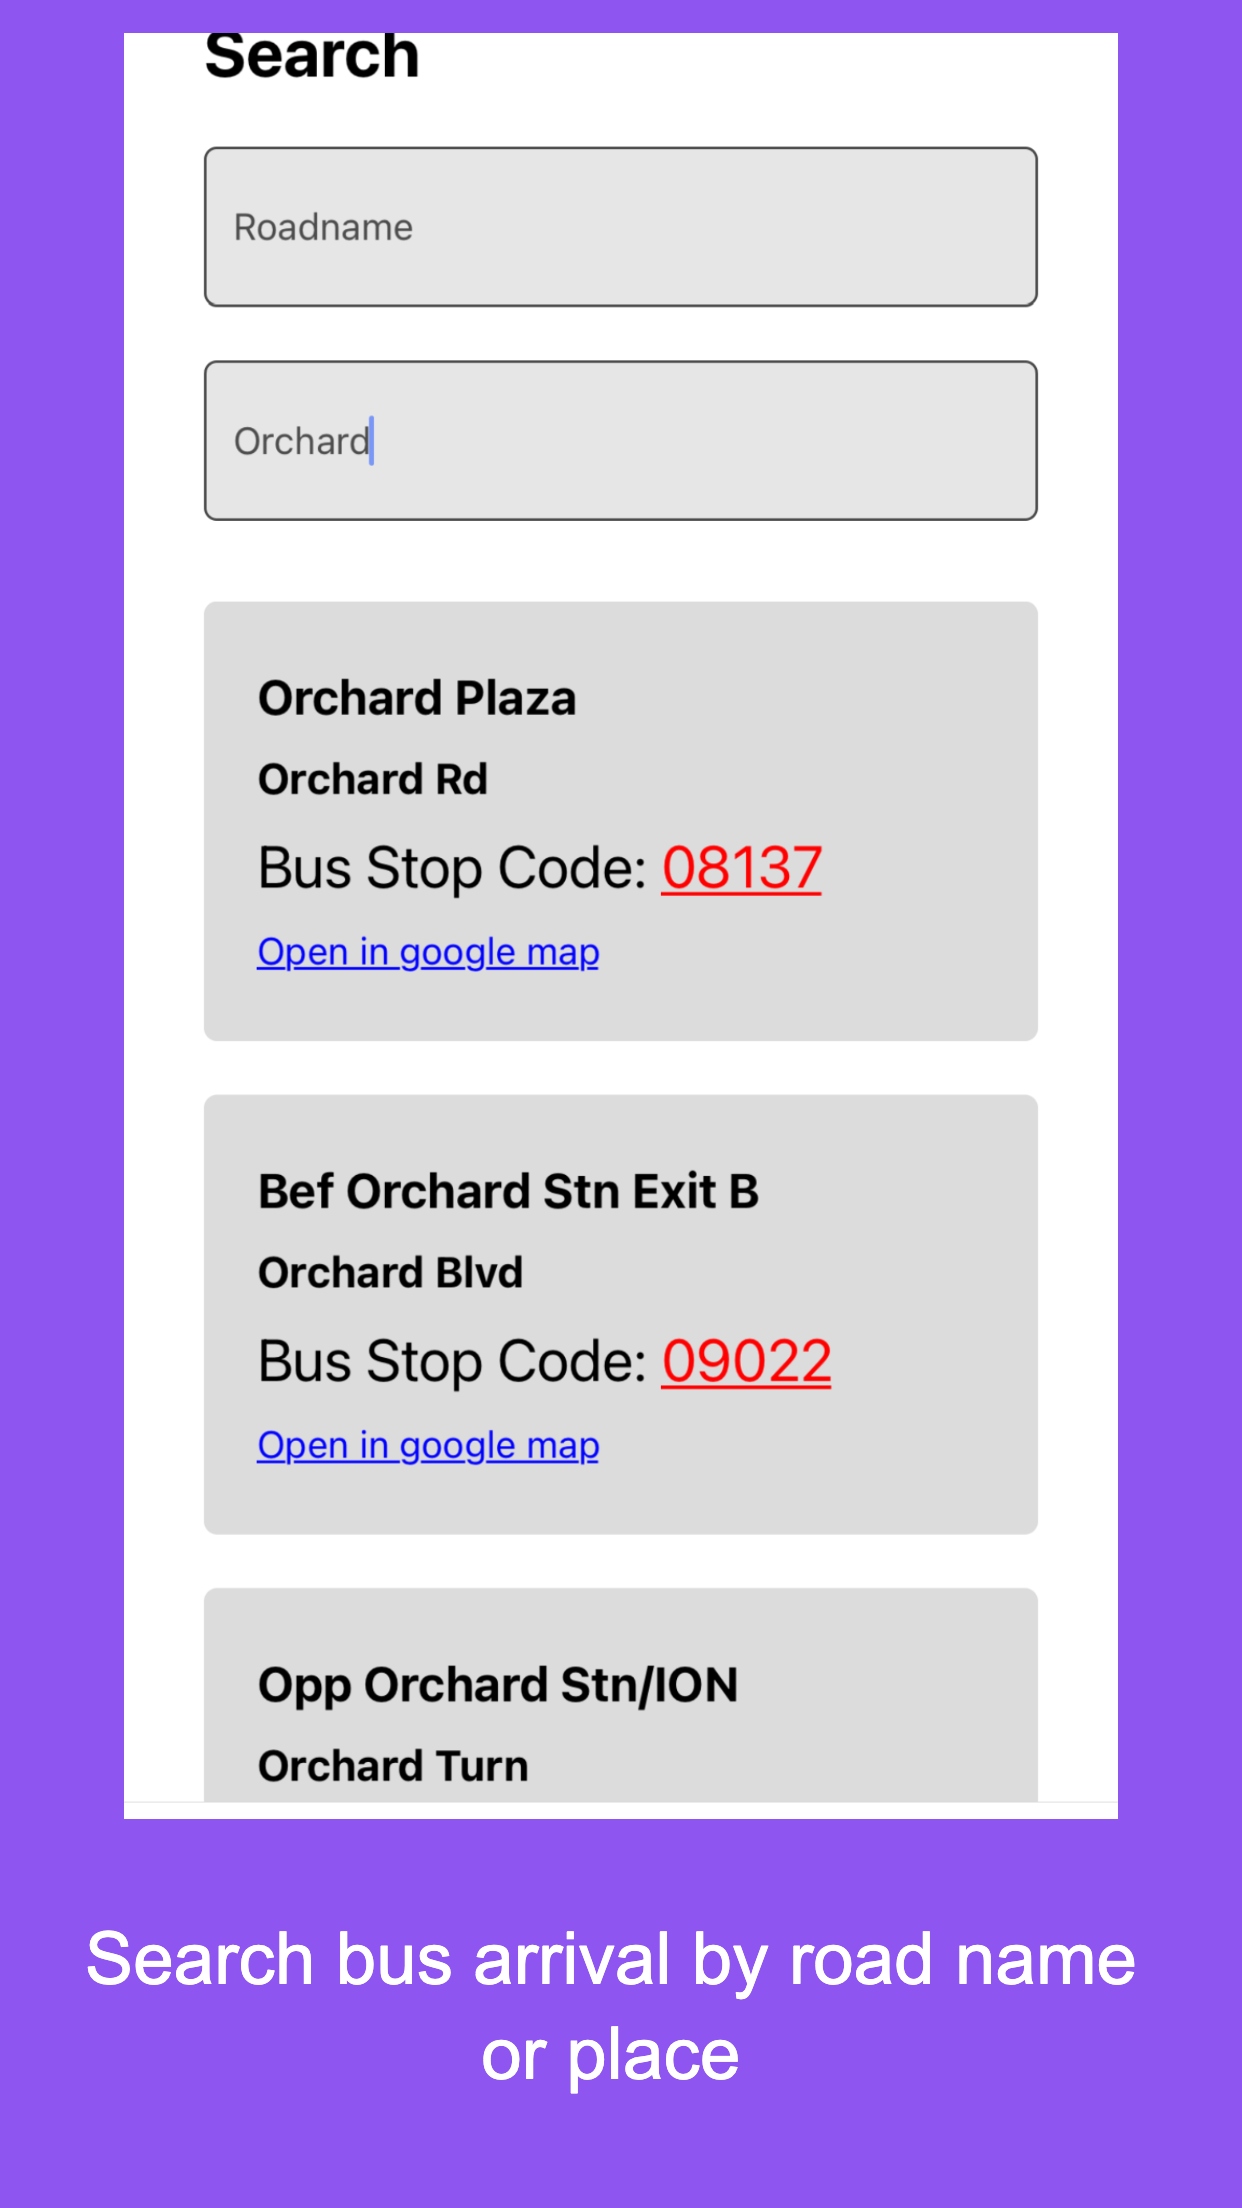 Search
Roadname
Orchard
Orchard Plaza
Orchard Rd
Bus Stop Code: 08137
Open in google map
Bef Orchard Stn Exit B
Orchard Blvd
Bus Stop Code: 09022
Open in google map
Opp Orchard Stn/ION
Orchard Turn
Search bus arrival by road name
or place